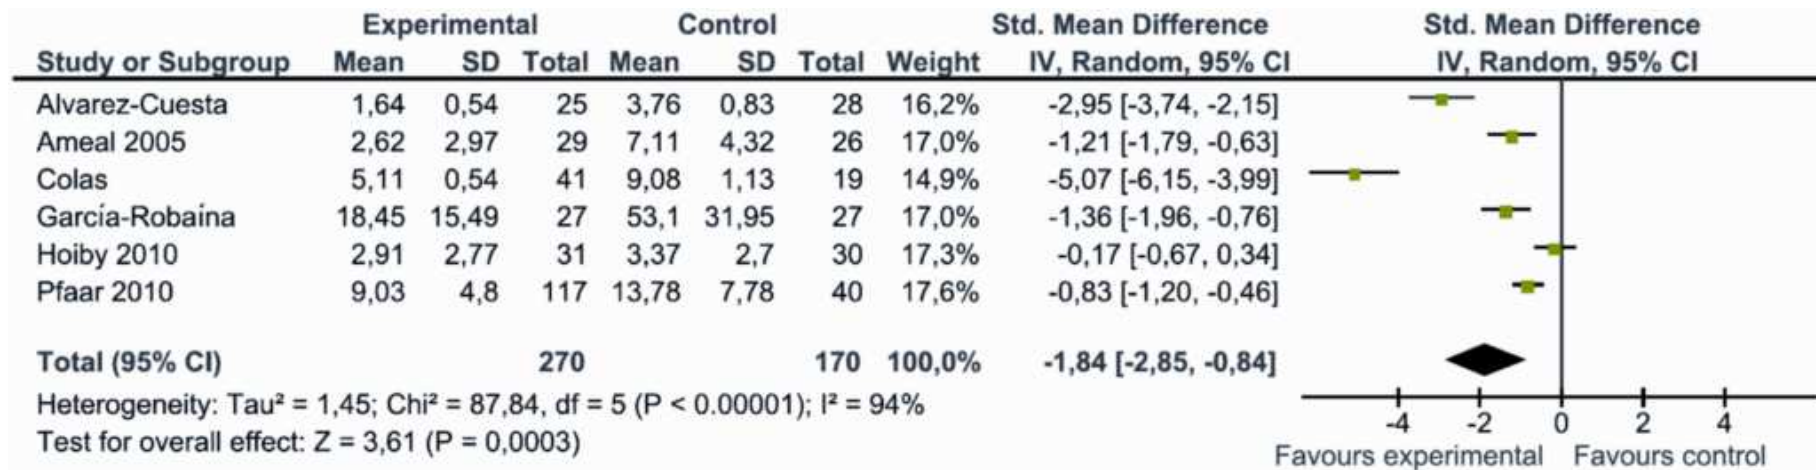 Experimental Control Std. Mean Difference Std. Mean Difference
Study or Subgroup Mean SD Total Mean SD Total Weight IV, Random, 95% CI IV, Random, 95% CI
Alvarez-Cuesta 1,64 0,54 25 3,76 0,83 28 16,2% -2,95 [-3,74, -2,15]
Ameal 2005 2,62 2,97 29 7,11 4,32 26 17,0% -1,21 [-1,79, -0,63]
Colas 5,11 0,54 41 9,08 1,13 19 14,9% -5,07 [-6,15, -3,99]
García-Robaina 18,45 15,49 27 53,1 31,95 27 17,0% -1,36 [-1,96, -0,76]
Hoiby 2010 2,91 2,77 31 3,37 2,7 30 17,3% -0,17 [-0,67, 0,34]
Pfaar 2010 9,03 4,8 117 13,78 7,78 40 17,6% -0,83 [-1,20, -0,46]
Total (95% CI) 270 170 100,0% -1,84 [-2,85, -0,84]
Heterogeneity: Tau² = 1,45; Chi² = 87,84, df = 5 (P < 0.00001); I² = 94%
Test for overall effect: Z = 3,61 (P = 0,0003)
-4 -2 0 2 4
Favours experimental Favours control